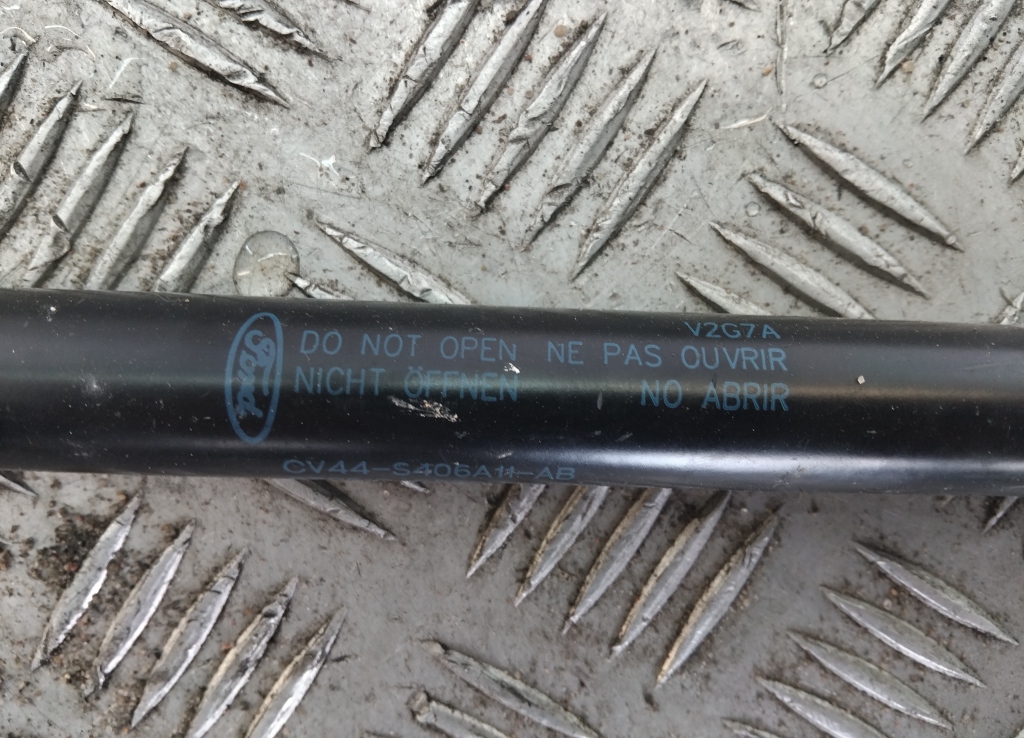 V2G7A
Ford DO NOT OPEN NE PAS OUVRIR
NICHT ÖFFNEN NO ABRIR
CV44-S406A11-AB